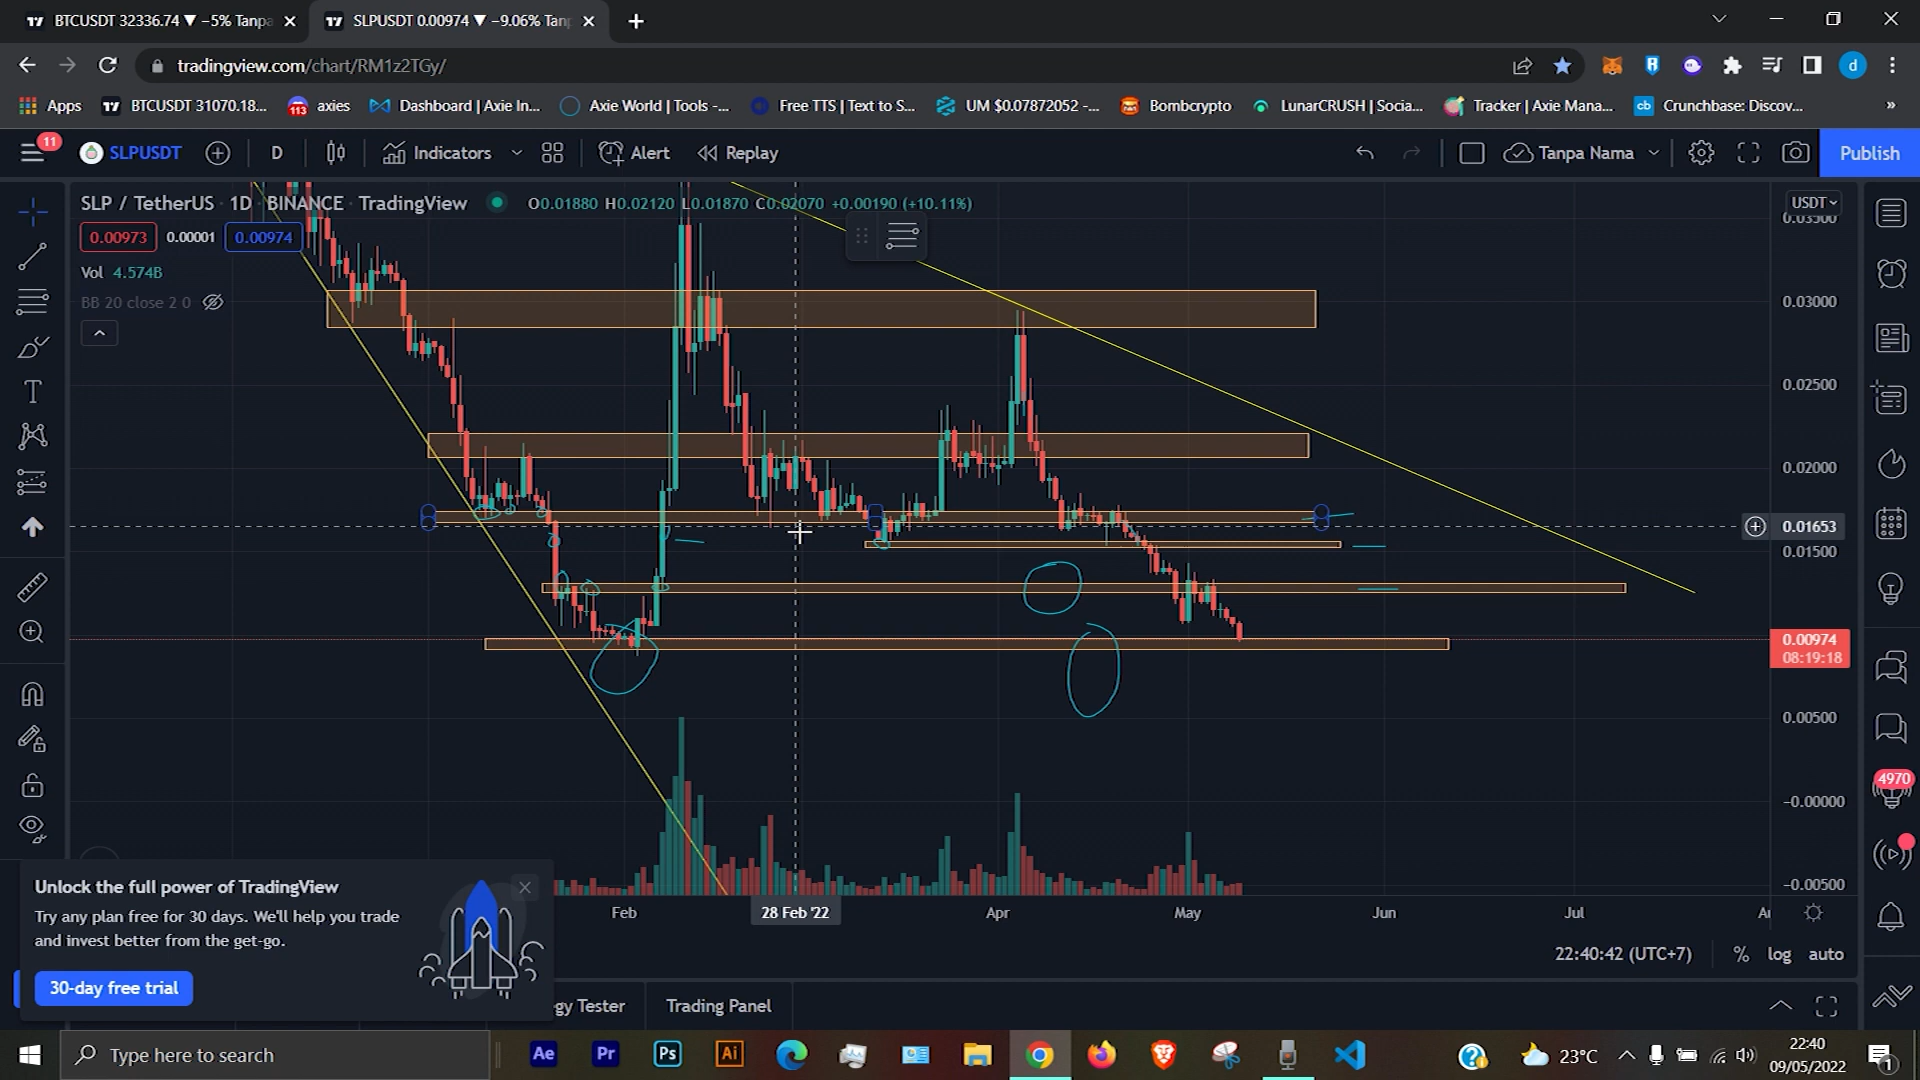 BTCUSDT 32336.74 ▼ −5% Tanpa
SLPUSDT 0.00974 ▼ −9.06% Tan
tradingview.com/chart/RM1z2TGy/
d
Apps
BTCUSDT 31070.18...
113
axies
Dashboard | Axie In...
Axie World | Tools -...
Free TTS | Text to S...
UM $0.07872052 -...
Bombcrypto
LunarCRUSH | Socia...
Tracker | Axie Mana...
cb
Crunchbase: Discov...
»
11
SLPUSDT
D
Indicators
Alert
Replay
Tanpa Nama
Publish
SLP / TetherUS · 1D · BINANCE · TradingView
O0.01880 H0.02120 L0.01870 C0.02070 +0.00190 (+10.11%)
USDT
0.03500
0.00973
0.00001
0.00974
Vol 4.574B
BB 20 close 2 0
0.03000
0.02500
0.02000
0.01653
0.01500
0.00974
08:19:18
0.00500
−0.00000
−0.00500
4970
Unlock the full power of TradingView
Try any plan free for 30 days. We'll help you trade
and invest better from the get-go.
30-day free trial
Feb
28 Feb '22
Apr
May
Jun
Jul
22:40:42 (UTC+7)
%
log
auto
gy Tester
Trading Panel
Type here to search
Ae
Pr
Ps
Ai
23°C
22:40
09/05/2022
1